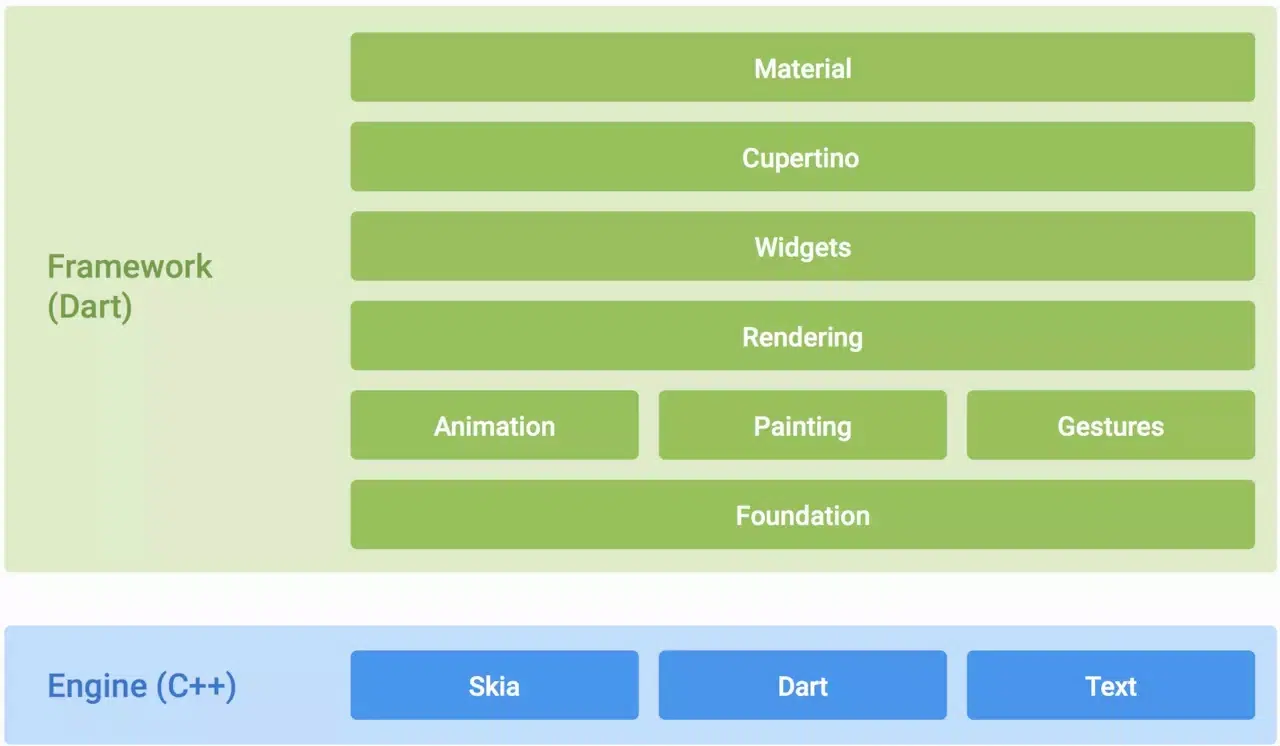 Material
Cupertino
Widgets
Framework
(Dart)
Rendering
Animation
Painting
Gestures
Foundation
Engine (C++)
Skia
Dart
Text